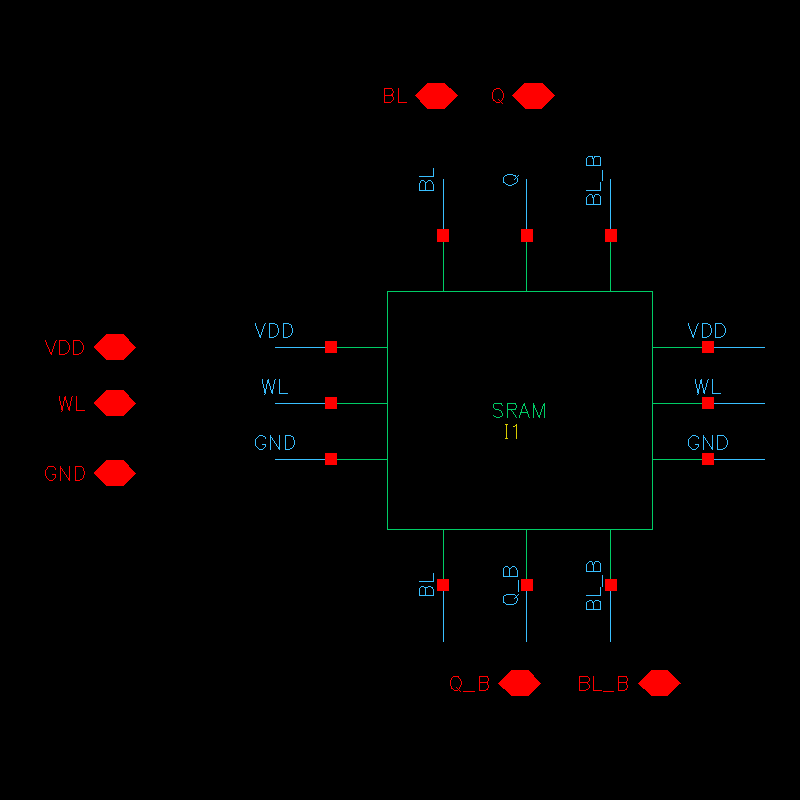 BL Q
BL Q BL_B
VDD VDD VDD
WL WL WL
SRAM
I1
GND GND GND
BL Q_B BL_B
Q_B BL_B